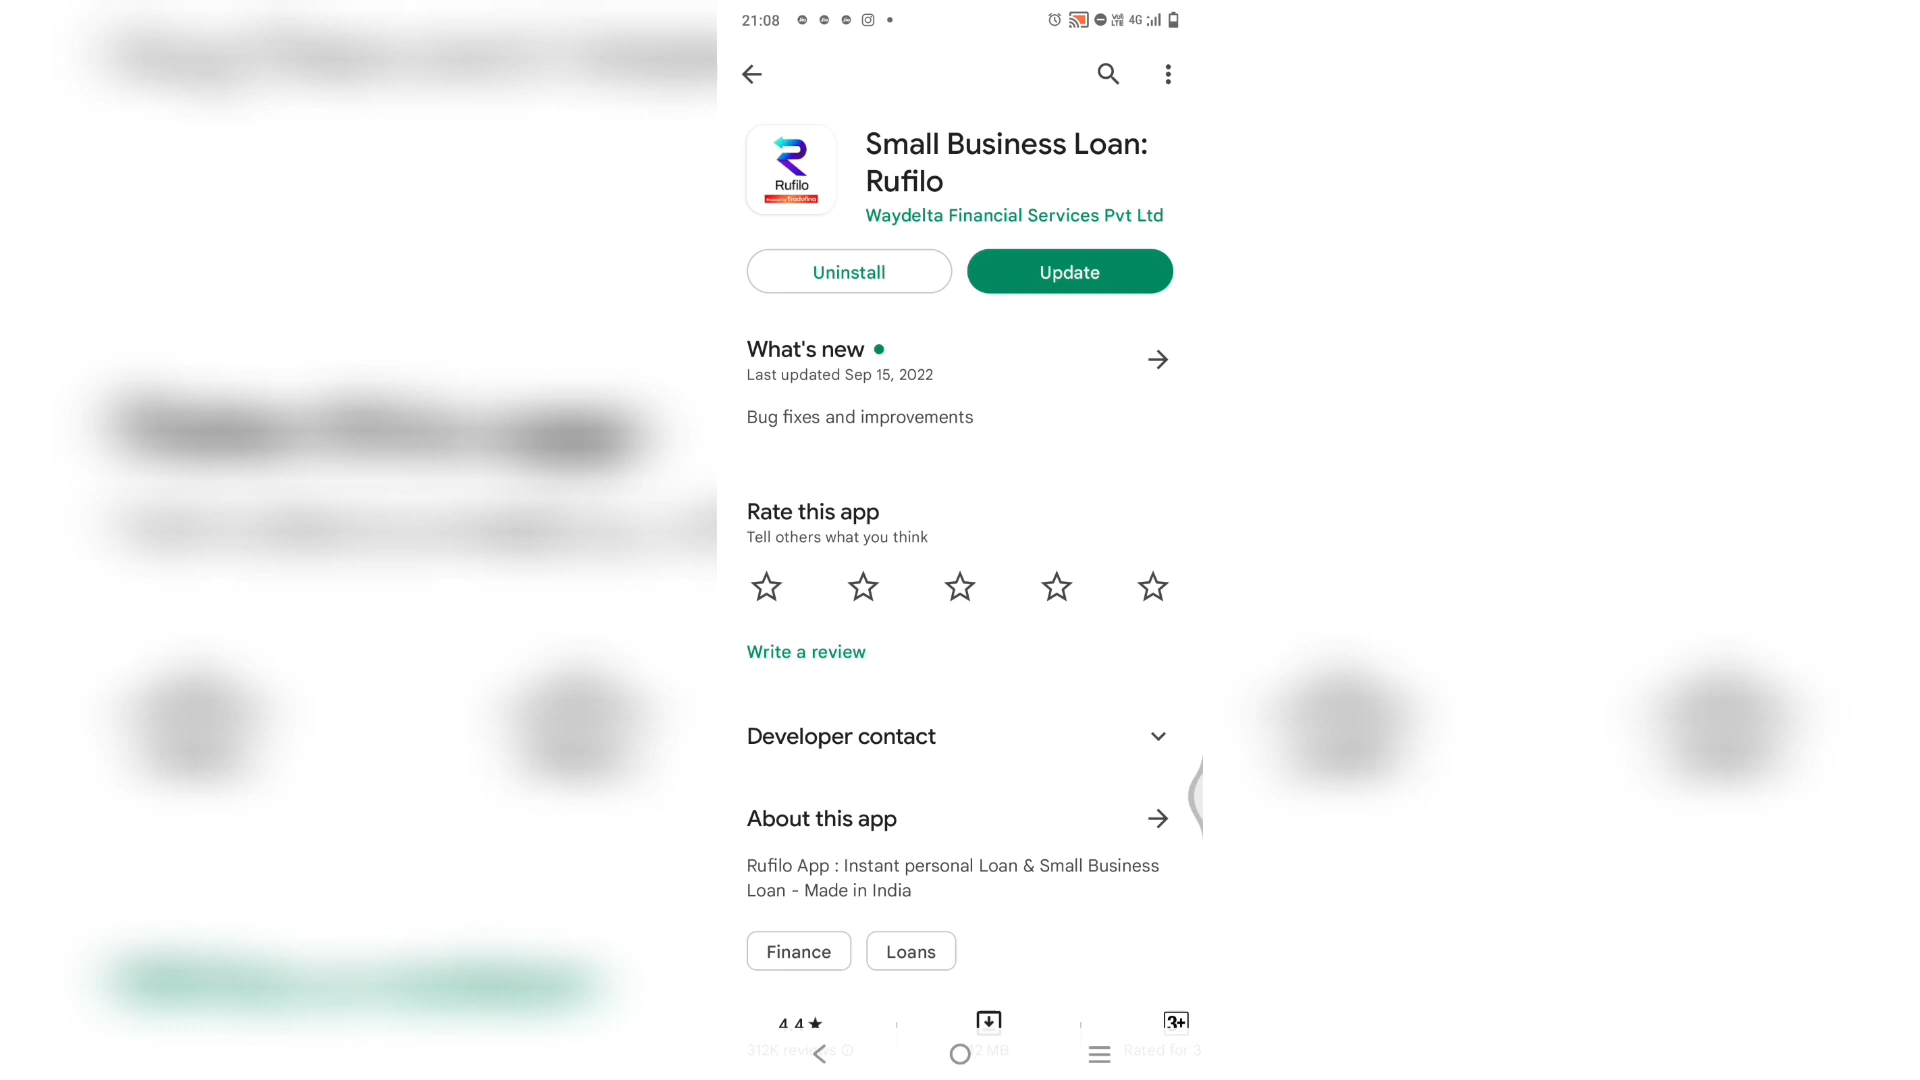 21:08
4G
Small Business Loan:
Rufilo
Rufilo
Waydelta Financial Services Pvt Ltd
Uninstall
Update
What's new
Last updated Sep 15, 2022
Bug fixes and improvements
Rate this app
Tell others what you think
Write a review
Developer contact
About this app
Rufilo App : Instant personal Loan & Small Business
Loan - Made in India
Finance
Loans
4.4★
3+
312K reviews
MB
Rated for 3